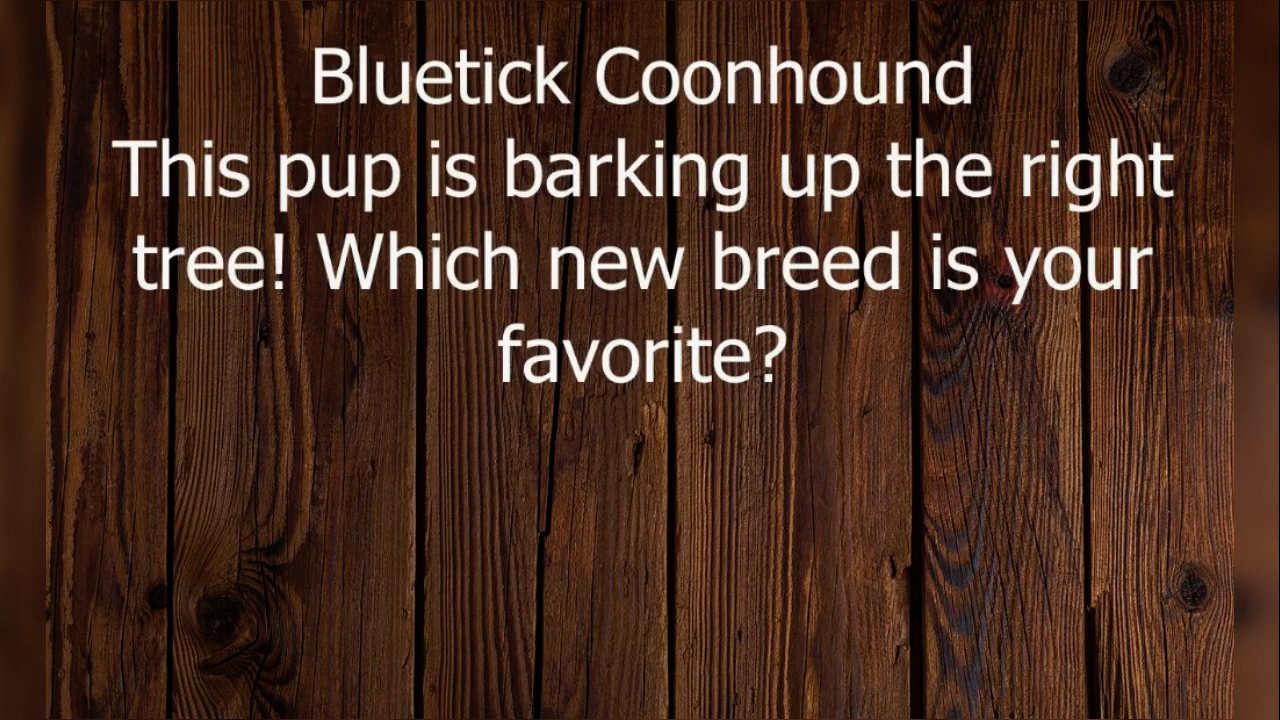 Bluetick Coonhound
This pup is barking up the right
tree! Which new breed is your
favorite?